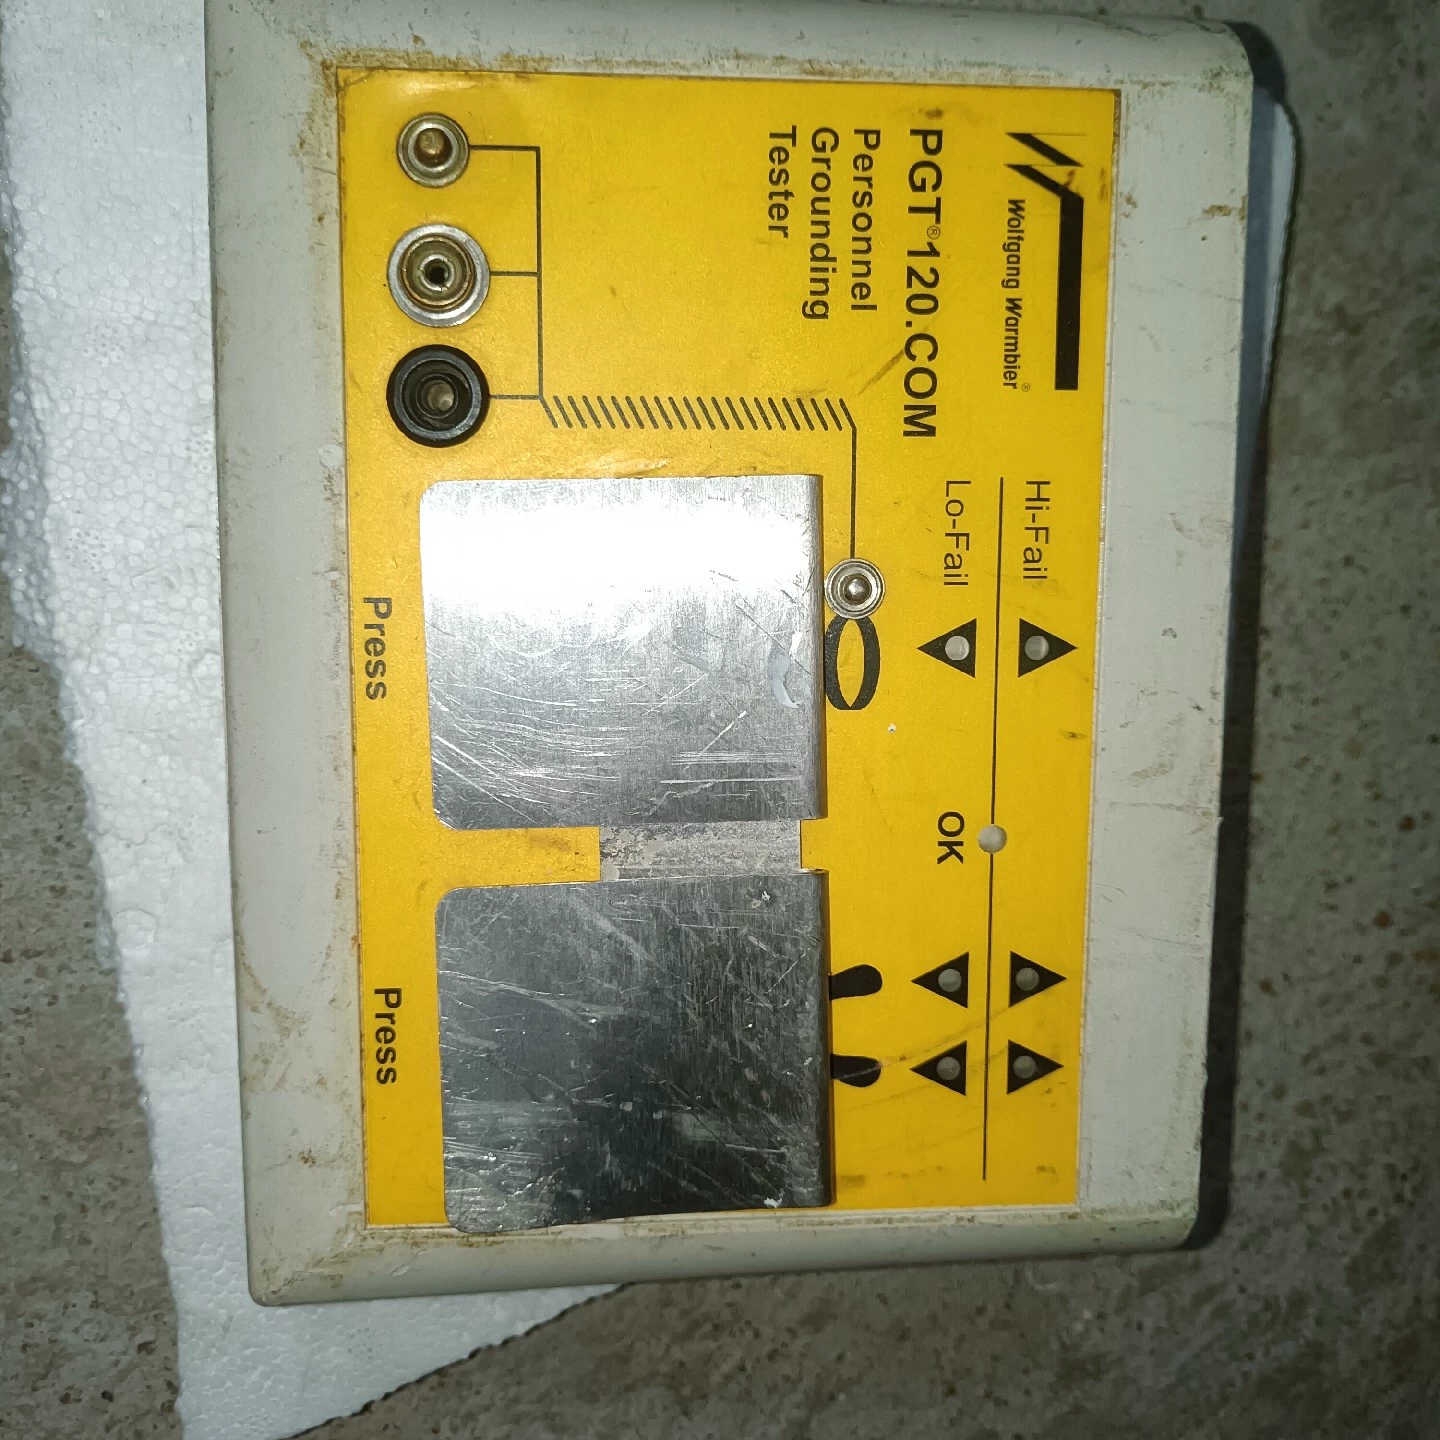 Wolfgang Warmbier®
PGT®120.COM
Personnel
Grounding
Tester
Hi-Fail
Lo-Fail
OK
Press
Press